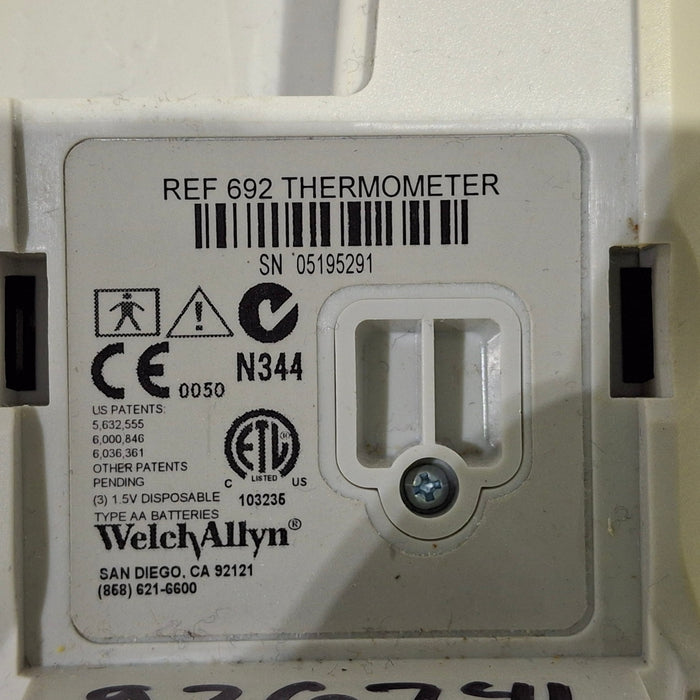 REF 692 THERMOMETER
SN 05195291
CE 0050
N344
US PATENTS:
5,632,555
6,000,846
6,036,361
OTHER PATENTS
PENDING
(3) 1.5V DISPOSABLE
TYPE AA BATTERIES
ETL ®
LISTED
C US
103235
WelchAllyn®
SAN DIEGO, CA 92121
(858) 621-6600